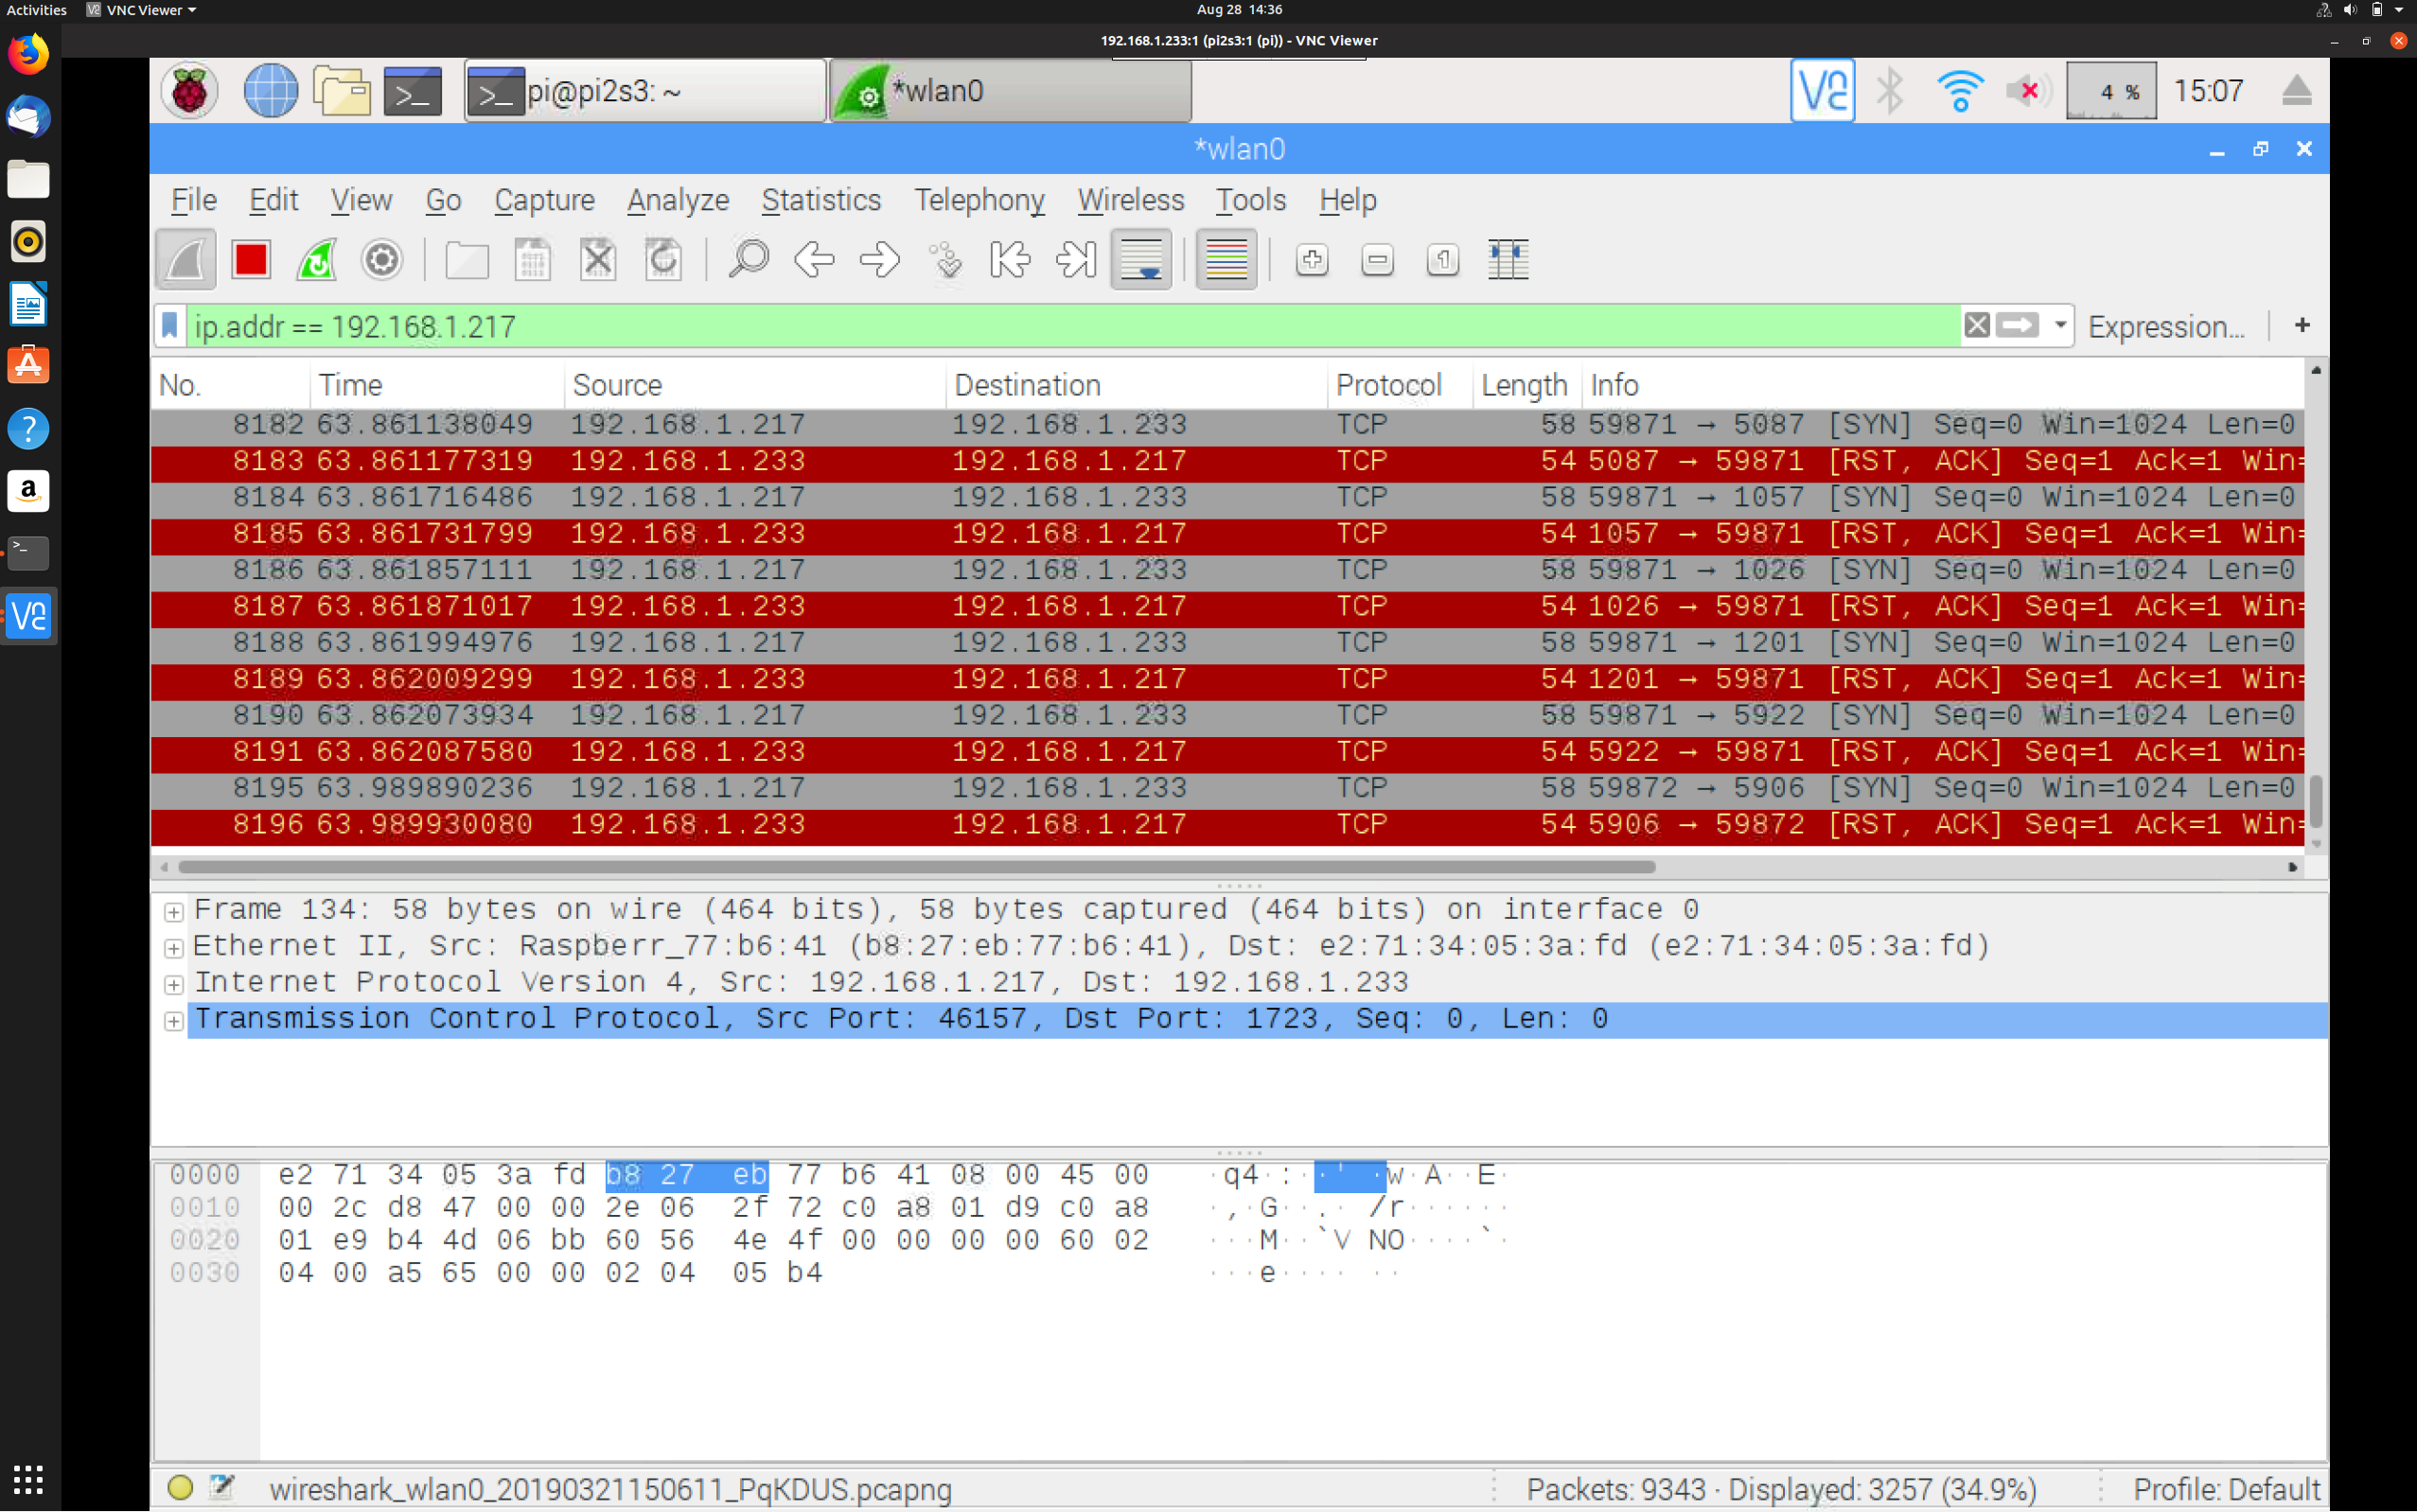 Activities VNC Viewer Aug 28 14:36
192.168.1.233:1 (pi2s3:1 (pi)) - VNC Viewer
pi@pi2s3: ~ *wlan0 4 % 15:07
*wlan0
File Edit View Go Capture Analyze Statistics Telephony Wireless Tools Help
ip.addr == 192.168.1.217 Expression... +
No. Time Source Destination Protocol Length Info
8182 63.861138049 192.168.1.217 192.168.1.233 TCP 58 59871 → 5087 [SYN] Seq=0 Win=1024 Len=0
8183 63.861177319 192.168.1.233 192.168.1.217 TCP 54 5087 → 59871 [RST, ACK] Seq=1 Ack=1 Win=
8184 63.861716486 192.168.1.217 192.168.1.233 TCP 58 59871 → 1057 [SYN] Seq=0 Win=1024 Len=0
8185 63.861731799 192.168.1.233 192.168.1.217 TCP 54 1057 → 59871 [RST, ACK] Seq=1 Ack=1 Win=
8186 63.861857111 192.168.1.217 192.168.1.233 TCP 58 59871 → 1026 [SYN] Seq=0 Win=1024 Len=0
8187 63.861871017 192.168.1.233 192.168.1.217 TCP 54 1026 → 59871 [RST, ACK] Seq=1 Ack=1 Win=
8188 63.861994976 192.168.1.217 192.168.1.233 TCP 58 59871 → 1201 [SYN] Seq=0 Win=1024 Len=0
8189 63.862009299 192.168.1.233 192.168.1.217 TCP 54 1201 → 59871 [RST, ACK] Seq=1 Ack=1 Win=
8190 63.862073934 192.168.1.217 192.168.1.233 TCP 58 59871 → 5922 [SYN] Seq=0 Win=1024 Len=0
8191 63.862087580 192.168.1.233 192.168.1.217 TCP 54 5922 → 59871 [RST, ACK] Seq=1 Ack=1 Win=
8195 63.989890236 192.168.1.217 192.168.1.233 TCP 58 59872 → 5906 [SYN] Seq=0 Win=1024 Len=0
8196 63.989930080 192.168.1.233 192.168.1.217 TCP 54 5906 → 59872 [RST, ACK] Seq=1 Ack=1 Win=
Frame 134: 58 bytes on wire (464 bits), 58 bytes captured (464 bits) on interface 0
Ethernet II, Src: Raspberr_77:b6:41 (b8:27:eb:77:b6:41), Dst: e2:71:34:05:3a:fd (e2:71:34:05:3a:fd)
Internet Protocol Version 4, Src: 192.168.1.217, Dst: 192.168.1.233
Transmission Control Protocol, Src Port: 46157, Dst Port: 1723, Seq: 0, Len: 0
0000 e2 71 34 05 3a fd b8 27 eb 77 b6 41 08 00 45 00 ·q4·:··' ·w·A··E·
0010 00 2c d8 47 00 00 2e 06 2f 72 c0 a8 01 d9 c0 a8 ·,·G··.· /r······
0020 01 e9 b4 4d 06 bb 60 56 4e 4f 00 00 00 00 60 02 ···M··`V NO····`·
0030 04 00 a5 65 00 00 02 04 05 b4 ···e···· ··
wireshark_wlan0_20190321150611_PqKDUS.pcapng Packets: 9343 · Displayed: 3257 (34.9%) Profile: Default